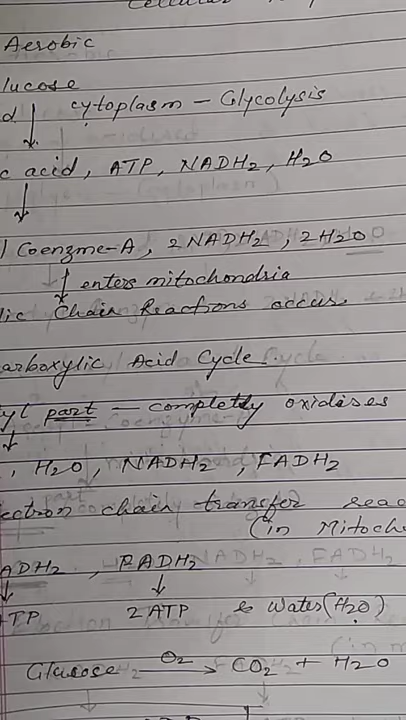 Cellular
Aerobic
lucose
d cytoplasm - Glycolysis
c acid, ATP, NADH2, H2O
Coenzme-A, 2NADH2, 2H2O
enters mitochondria
lic Chain Reactions occurs
arboxylic Acid Cycle.
yl part - completly oxidises
, H2O, NADH2, FADH2
ectron chain transfer reac
(in Mitoch
ADH2, FADH2
TP 2ATP & Water(H2O)
Glucose O2 → CO2 + H2O